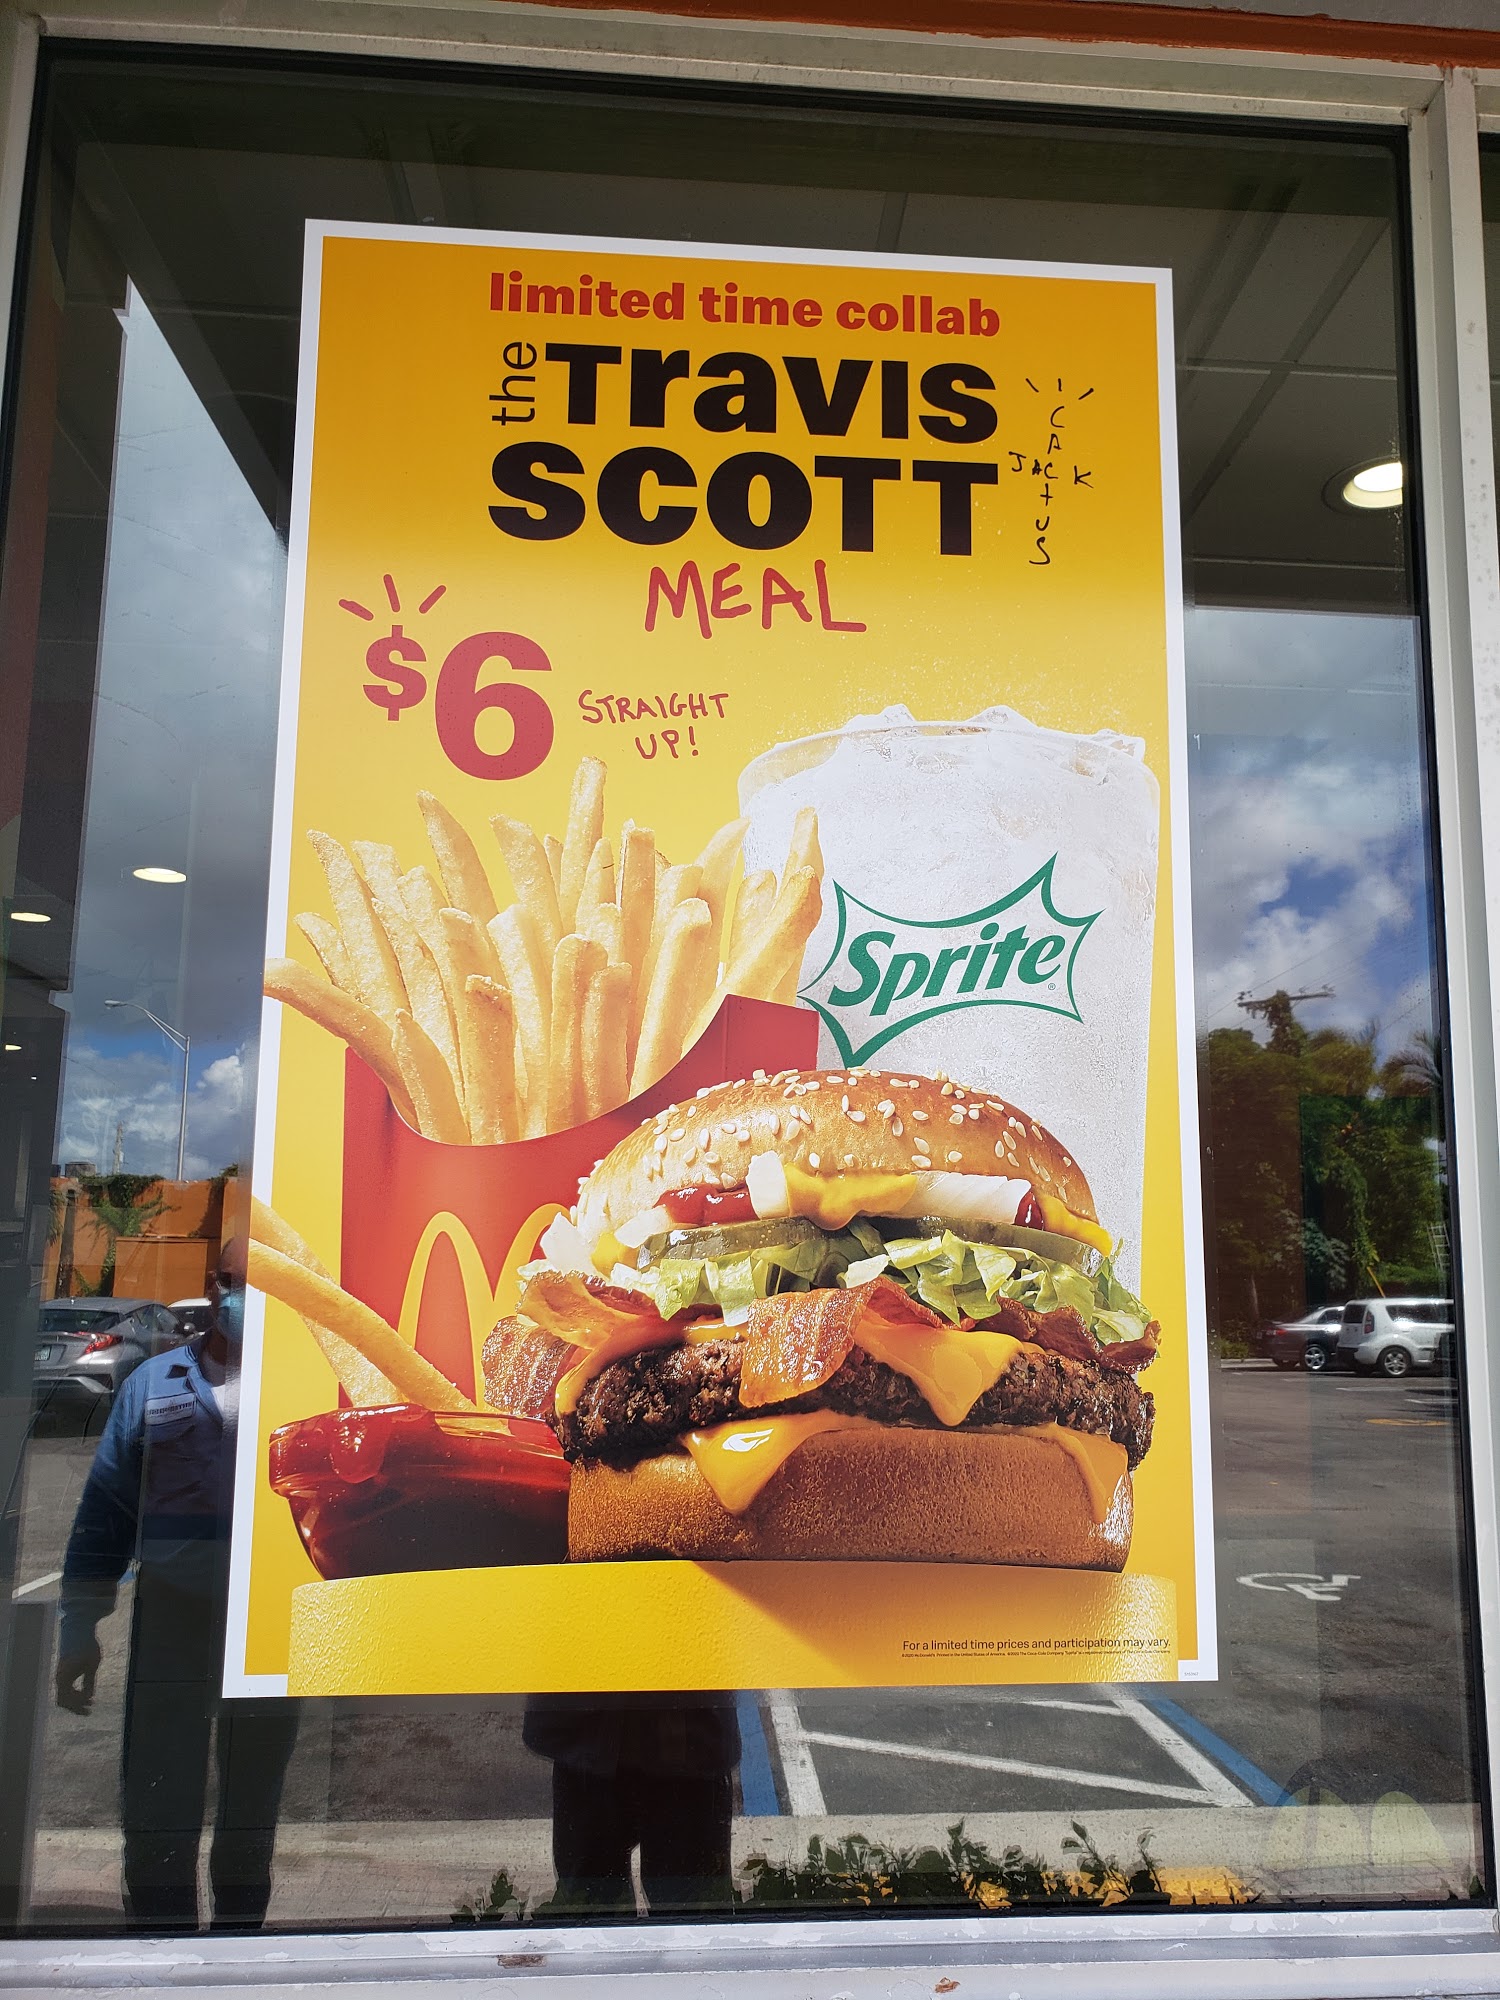 limited time collab
the Travis
SCOTT
CACTUS
JACK
MEAL
$6
STRAIGHT
UP!
Sprite
For a limited time prices and participation may vary.